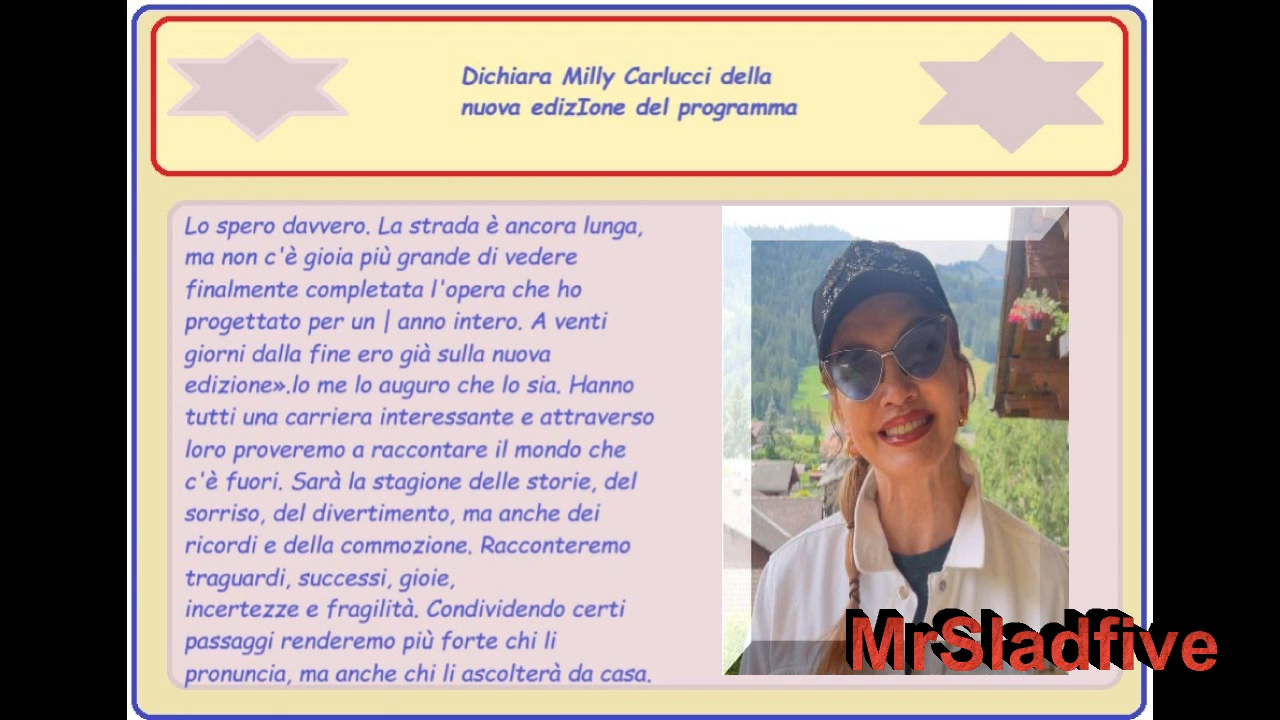 Dichiara Milly Carlucci della
nuova edizIone del programma
Lo spero davvero. La strada è ancora lunga,
ma non c'è gioia più grande di vedere
finalmente completata l'opera che ho
progettato per un | anno intero. A venti
giorni dalla fine ero già sulla nuova
edizione».lo me lo auguro che lo sia. Hanno
tutti una carriera interessante e attraverso
loro proveremo a raccontare il mondo che
c'è fuori. Sarà la stagione delle storie, del
sorriso, del divertimento, ma anche dei
ricordi e della commozione. Racconteremo
traguardi, successi, gioie,
incertezze e fragilità. Condividendo certi
passaggi renderemo più forte chi li
pronuncia, ma anche chi li ascolterà da casa.
MrSladfive